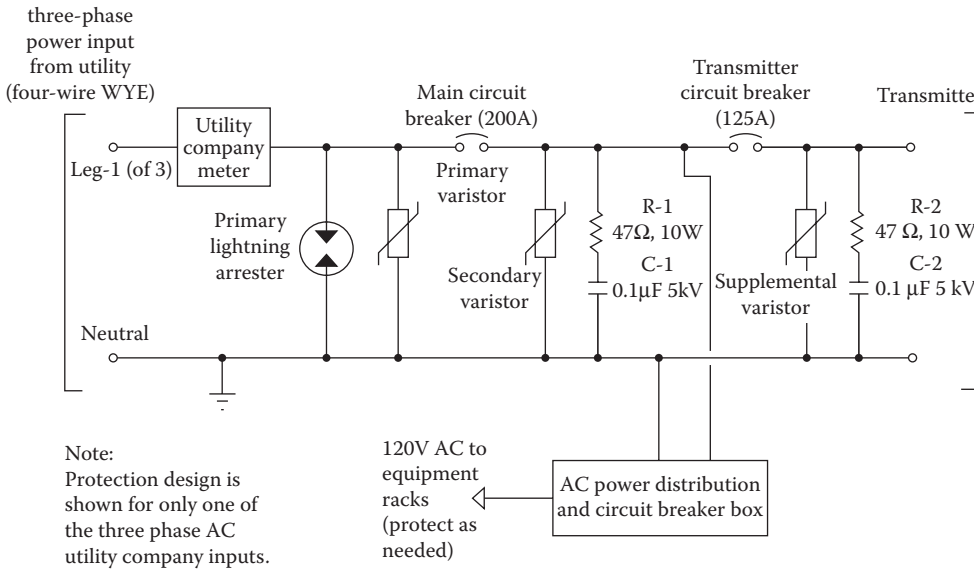 three-phase
power input
from utility
(four-wire WYE)
Leg-1 (of 3)
Utility
company
meter
Main circuit
breaker (200A)
Transmitter
circuit breaker
(125A)
Transmitte
Primary
lightning
arrester
Primary
varistor
Secondary
varistor
R-1
47Ω, 10W
C-1
0.1μF 5kV
Supplemental
varistor
R-2
47 Ω, 10 W
C-2
0.1 μF 5 kV
Neutral
Note:
Protection design is
shown for only one of
the three phase AC
utility company inputs.
120V AC to
equipment
racks
(protect as
needed)
AC power distribution
and circuit breaker box